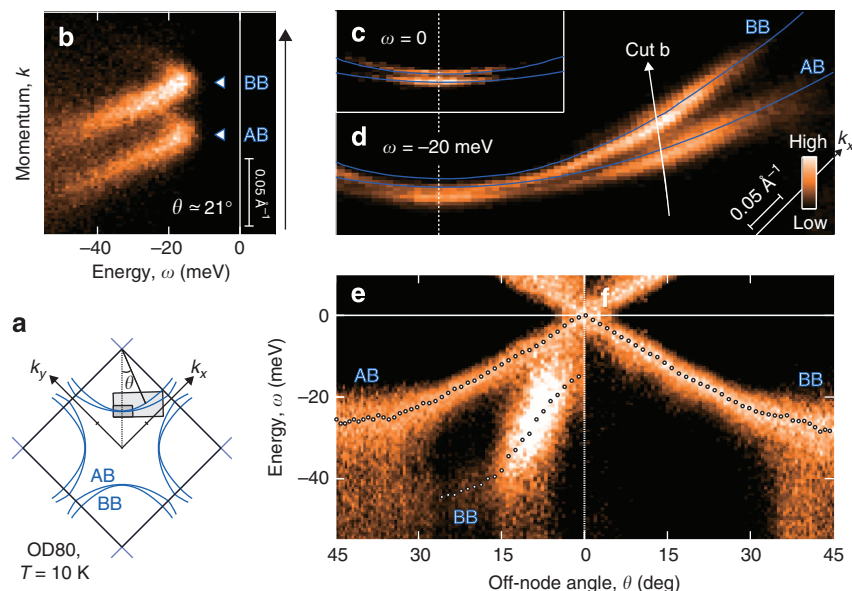 b
BB
AB
θ ≃ 21°
0.05 Å⁻¹
Momentum, k
−40
−20
0
Energy, ω (meV)
c
ω = 0
d
ω = −20 meV
Cut b
BB
AB
kₓ
High
Low
0.05 Å⁻¹
a
k_y
kₓ
θ
AB
BB
OD80,
T = 10 K
e
f
AB
BB
BB
0
−20
−40
Energy, ω (meV)
45
30
15
0
15
30
45
Off-node angle, θ (deg)